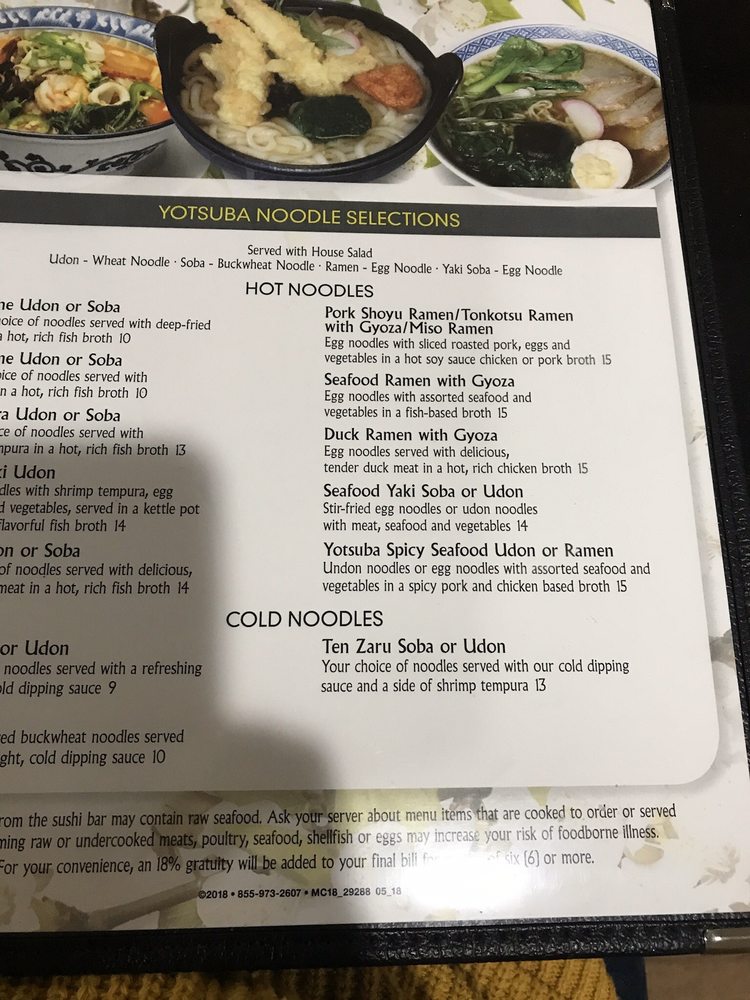 YOTSUBA NOODLE SELECTIONS
Served with House Salad
Udon - Wheat Noodle · Soba - Buckwheat Noodle · Ramen - Egg Noodle · Yaki Soba - Egg Noodle
HOT NOODLES
ne Udon or Soba
oice of noodles served with deep-fried
a hot, rich fish broth 10
ne Udon or Soba
ice of noodles served with
n a hot, rich fish broth 10
ra Udon or Soba
ce of noodles served with
mpura in a hot, rich fish broth 13
ki Udon
dles with shrimp tempura, egg
d vegetables, served in a kettle pot
flavorful fish broth 14
on or Soba
of noodles served with delicious,
meat in a hot, rich fish broth 14
Pork Shoyu Ramen/Tonkotsu Ramen
with Gyoza/Miso Ramen
Egg noodles with sliced roasted pork, eggs and
vegetables in a hot soy sauce chicken or pork broth 15
Seafood Ramen with Gyoza
Egg noodles with assorted seafood and
vegetables in a fish-based broth 15
Duck Ramen with Gyoza
Egg noodles served with delicious,
tender duck meat in a hot, rich chicken broth 15
Seafood Yaki Soba or Udon
Stir-fried egg noodles or udon noodles
with meat, seafood and vegetables 14
Yotsuba Spicy Seafood Udon or Ramen
Undon noodles or egg noodles with assorted seafood and
vegetables in a spicy pork and chicken based broth 15
COLD NOODLES
or Udon
noodles served with a refreshing
old dipping sauce 9
ed buckwheat noodles served
ght, cold dipping sauce 10
Ten Zaru Soba or Udon
Your choice of noodles served with our cold dipping
sauce and a side of shrimp tempura 13
rom the sushi bar may contain raw seafood. Ask your server about menu items that are cooked to order or served
ming raw or undercooked meats, poultry, seafood, shellfish or eggs may increase your risk of foodborne illness.
For your convenience, an 18% gratuity will be added to your final bill of six (6) or more.
©2018 • 855-973-2607 • MC18_29288 05_18